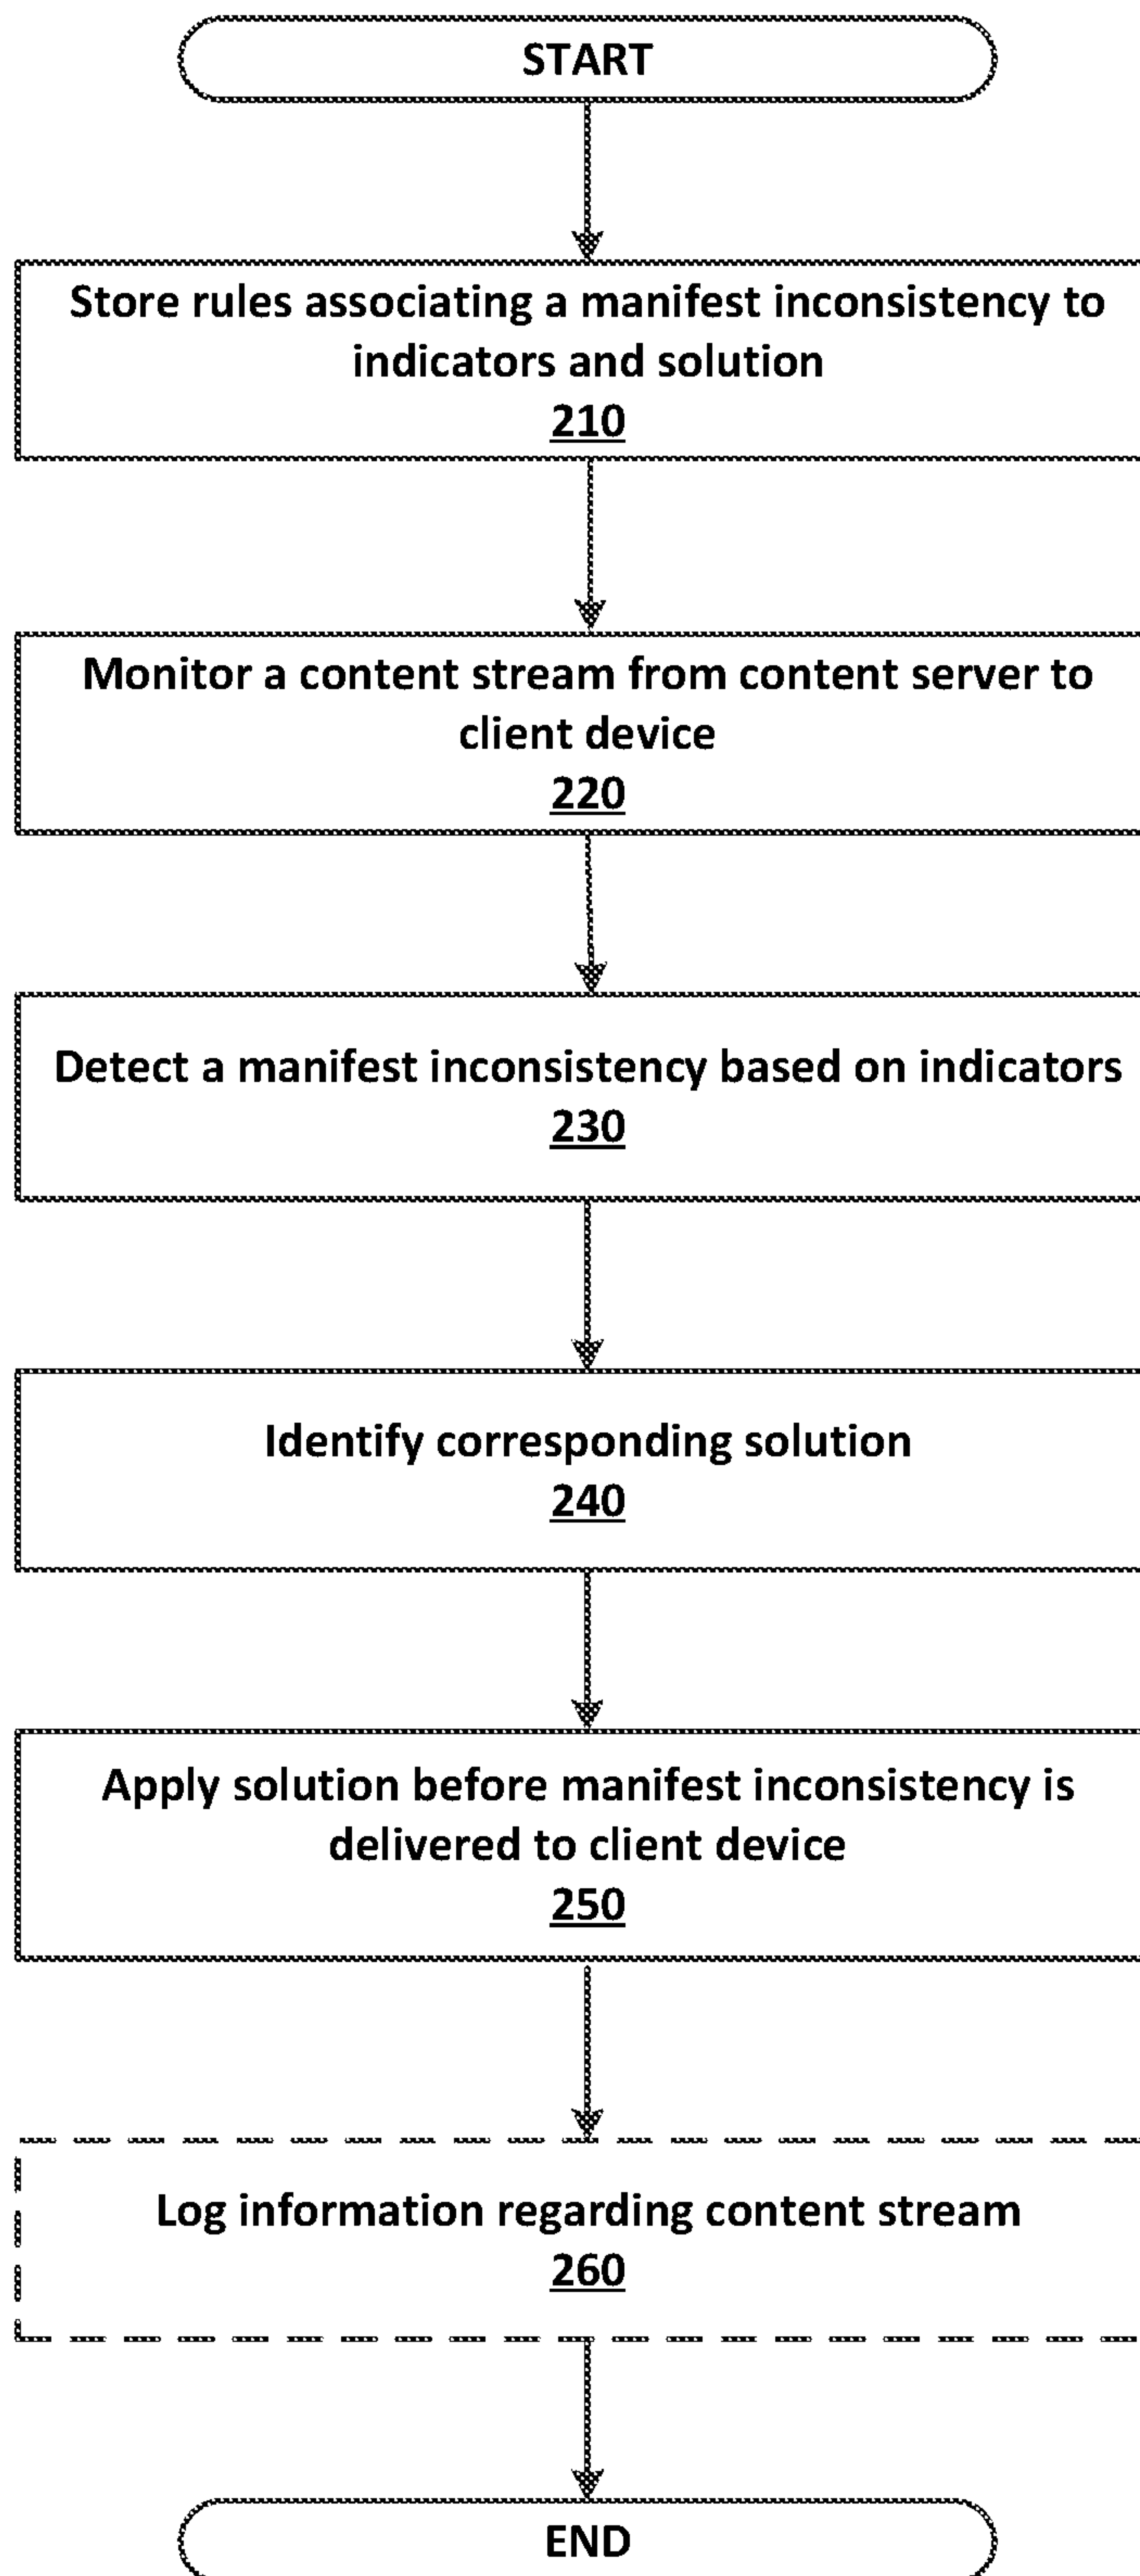 START
Store rules associating a manifest inconsistency to
indicators and solution
210
Monitor a content stream from content server to
client device
220
Detect a manifest inconsistency based on indicators
230
Identify corresponding solution
240
Apply solution before manifest inconsistency is
delivered to client device
250
Log information regarding content stream
260
END